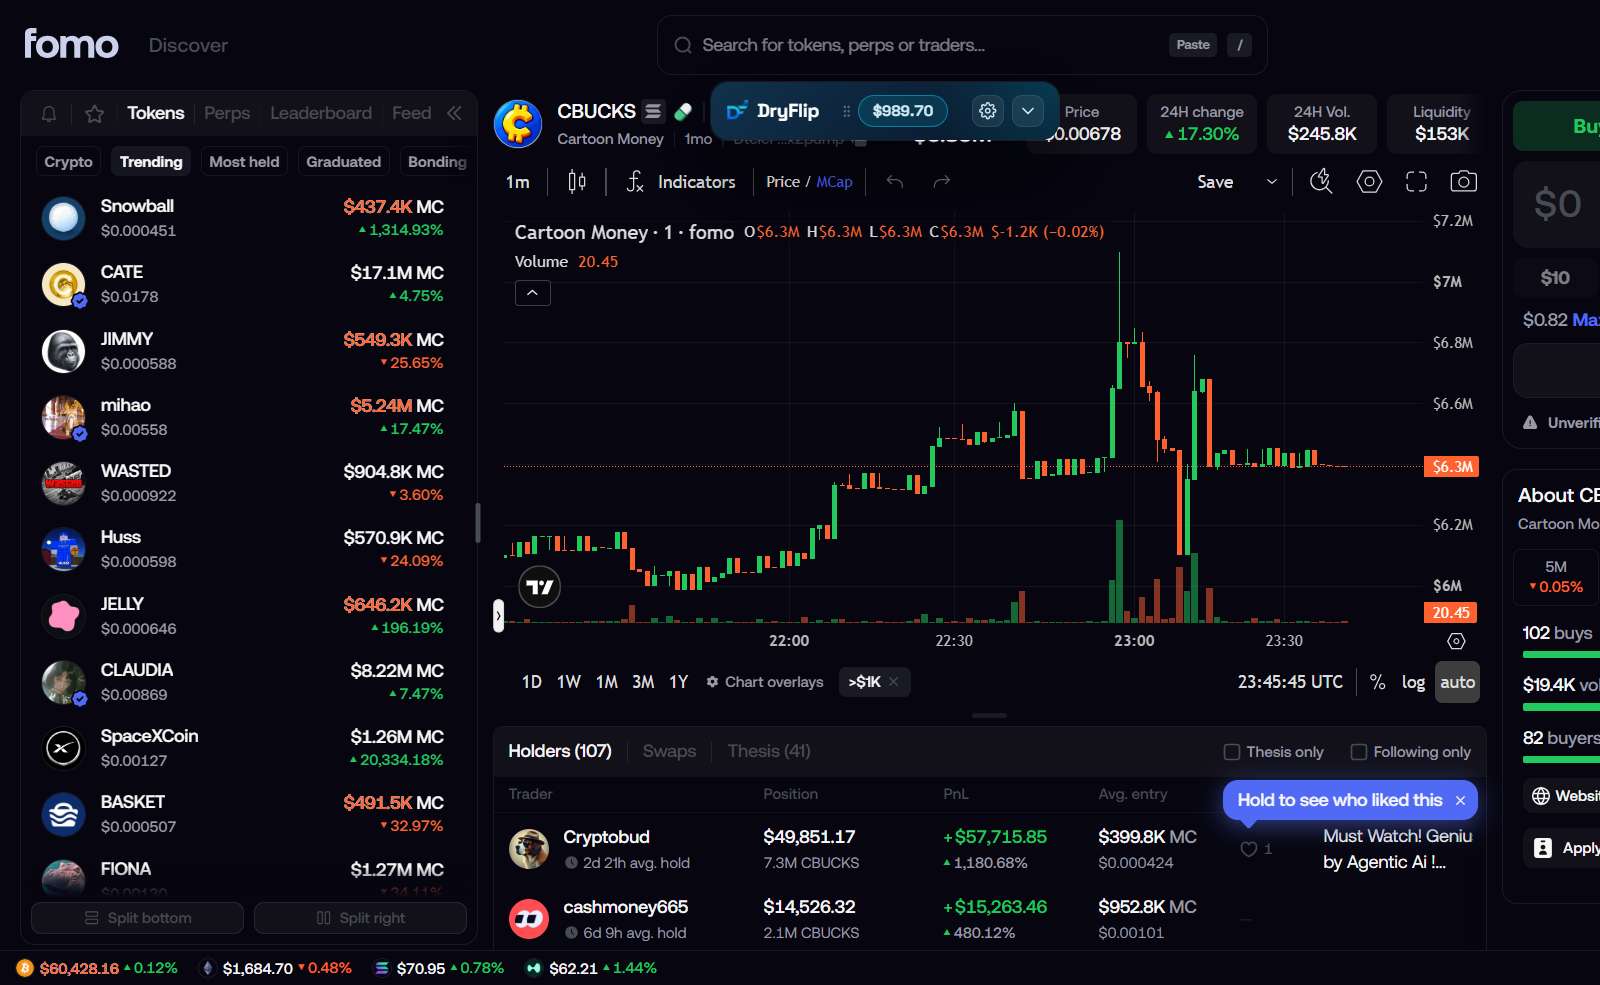 fomo
Discover
Search for tokens, perps or traders...
Paste
/
Tokens
Perps
Leaderboard
Feed
Crypto
Trending
Most held
Graduated
Bonding
Snowball
$437.4K MC
$0.000451
1,314.93%
CATE
$17.1M MC
$0.0178
4.75%
JIMMY
$549.3K MC
$0.000588
25.65%
mihao
$5.24M MC
$0.00558
17.47%
WASTED
$904.8K MC
$0.000922
3.60%
Huss
$570.9K MC
$0.000598
24.09%
JELLY
$646.2K MC
$0.000646
196.19%
CLAUDIA
$8.22M MC
$0.00869
7.47%
SpaceXCoin
$1.26M MC
$0.00127
20,334.18%
BASKET
$491.5K MC
$0.000507
32.97%
FIONA
$1.27M MC
$0.00130
34.11%
Split bottom
Split right
CBUCKS
Cartoon Money
1mo
DryFlip
$989.70
Price
$0.00678
24H change
17.30%
24H Vol.
$245.8K
Liquidity
$153K
1m
Indicators
Price / MCap
Save
Cartoon Money · 1 · fomo O$6.3M H$6.3M L$6.3M C$6.3M $-1.2K (−0.02%)
Volume 20.45
$7.2M
$7M
$6.8M
$6.6M
$6.3M
$6.2M
$6M
20.45
22:00
22:30
23:00
23:30
1D 1W 1M 3M 1Y
Chart overlays
>$1K
23:45:45 UTC
%
log
auto
Holders (107)
Swaps
Thesis (41)
Thesis only
Following only
Trader
Position
PnL
Avg. entry
Hold to see who liked this
Cryptobud
$49,851.17
+$57,715.85
$399.8K MC
2d 21h avg. hold
7.3M CBUCKS
1,180.68%
$0.000424
1
Must Watch! Geniu
by Agentic Ai !...
cashmoney665
$14,526.32
+$15,263.46
$952.8K MC
6d 9h avg. hold
2.1M CBUCKS
480.12%
$0.00101
Buy
$0
$10
$0.82 Max
Unverifi
About CB
Cartoon Mo
5M
0.05%
102 buys
$19.4K vol
82 buyers
Websit
Apply
$60,428.16 0.12%
$1,684.70 0.48%
$70.95 0.78%
$62.21 1.44%